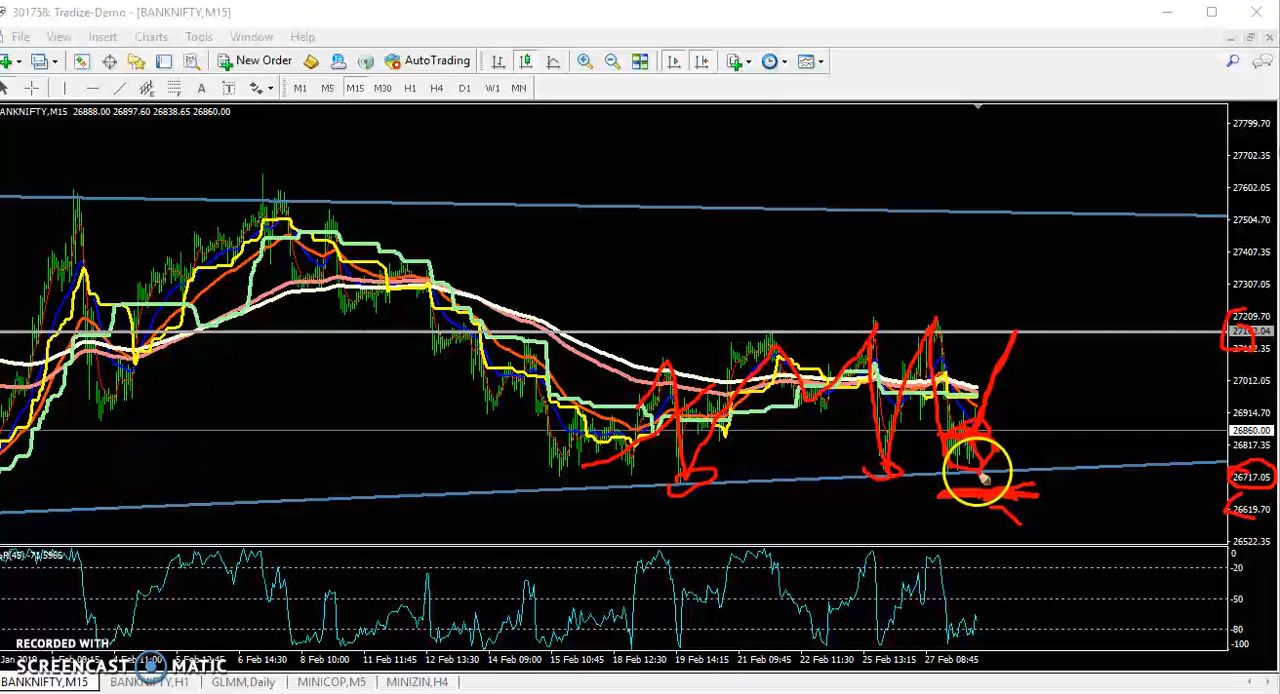 301758: Tradize-Demo - [BANKNIFTY,M15]
File View Insert Charts Tools Window Help
New Order AutoTrading
A T
M1 M5 M15 M30 H1 H4 D1 W1 MN
ANKNIFTY,M15 26888.00 26897.60 26838.65 26860.00
27799.70
27702.35
27602.05
27504.70
27407.35
27307.05
27209.70
27012.05
26914.70
26860.00
26817.35
26717.05
26619.70
26522.35
0
-20
-50
-80
-100
6 Feb 14:30 8 Feb 10:00 11 Feb 11:45 12 Feb 13:30 14 Feb 09:00 15 Feb 10:45 18 Feb 12:30 19 Feb 14:15 21 Feb 09:00 22 Feb 11:30 25 Feb 13:15 27 Feb 08:45
RECORDED WITH
SCREENCAST MATIC
BANKNIFTY,M15 BANKNIFTY,H1 GLMM,Daily MINICOP,M5 MINIZIN,H4